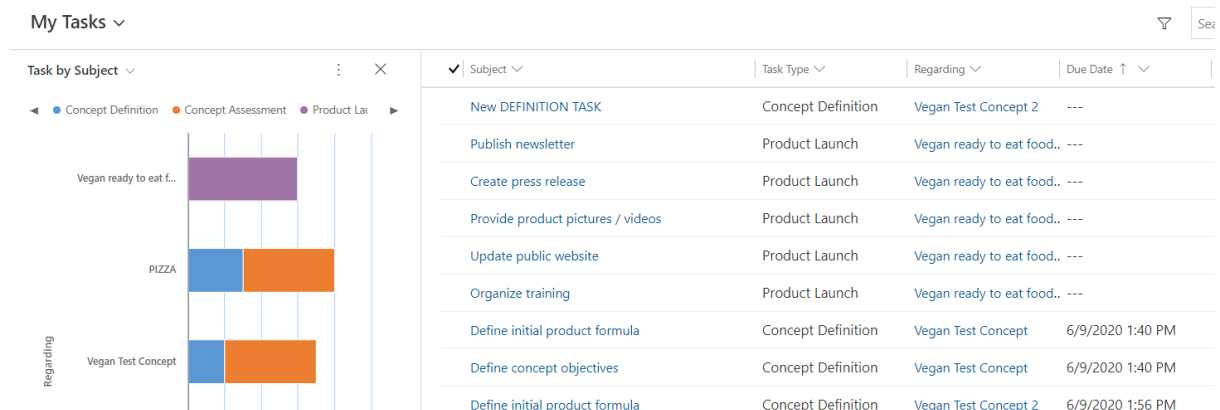 My Tasks
Sea
Task by Subject
Concept Definition Concept Assessment Product Lau
Vegan ready to eat f...
PIZZA
Vegan Test Concept
Regarding
Subject Task Type Regarding Due Date
New DEFINITION TASK Concept Definition Vegan Test Concept 2 ---
Publish newsletter Product Launch Vegan ready to eat food.. ---
Create press release Product Launch Vegan ready to eat food.. ---
Provide product pictures / videos Product Launch Vegan ready to eat food.. ---
Update public website Product Launch Vegan ready to eat food.. ---
Organize training Product Launch Vegan ready to eat food.. ---
Define initial product formula Concept Definition Vegan Test Concept 6/9/2020 1:40 PM
Define concept objectives Concept Definition Vegan Test Concept 6/9/2020 1:40 PM
Define initial product formula Concept Definition Vegan Test Concept 2 6/9/2020 1:56 PM